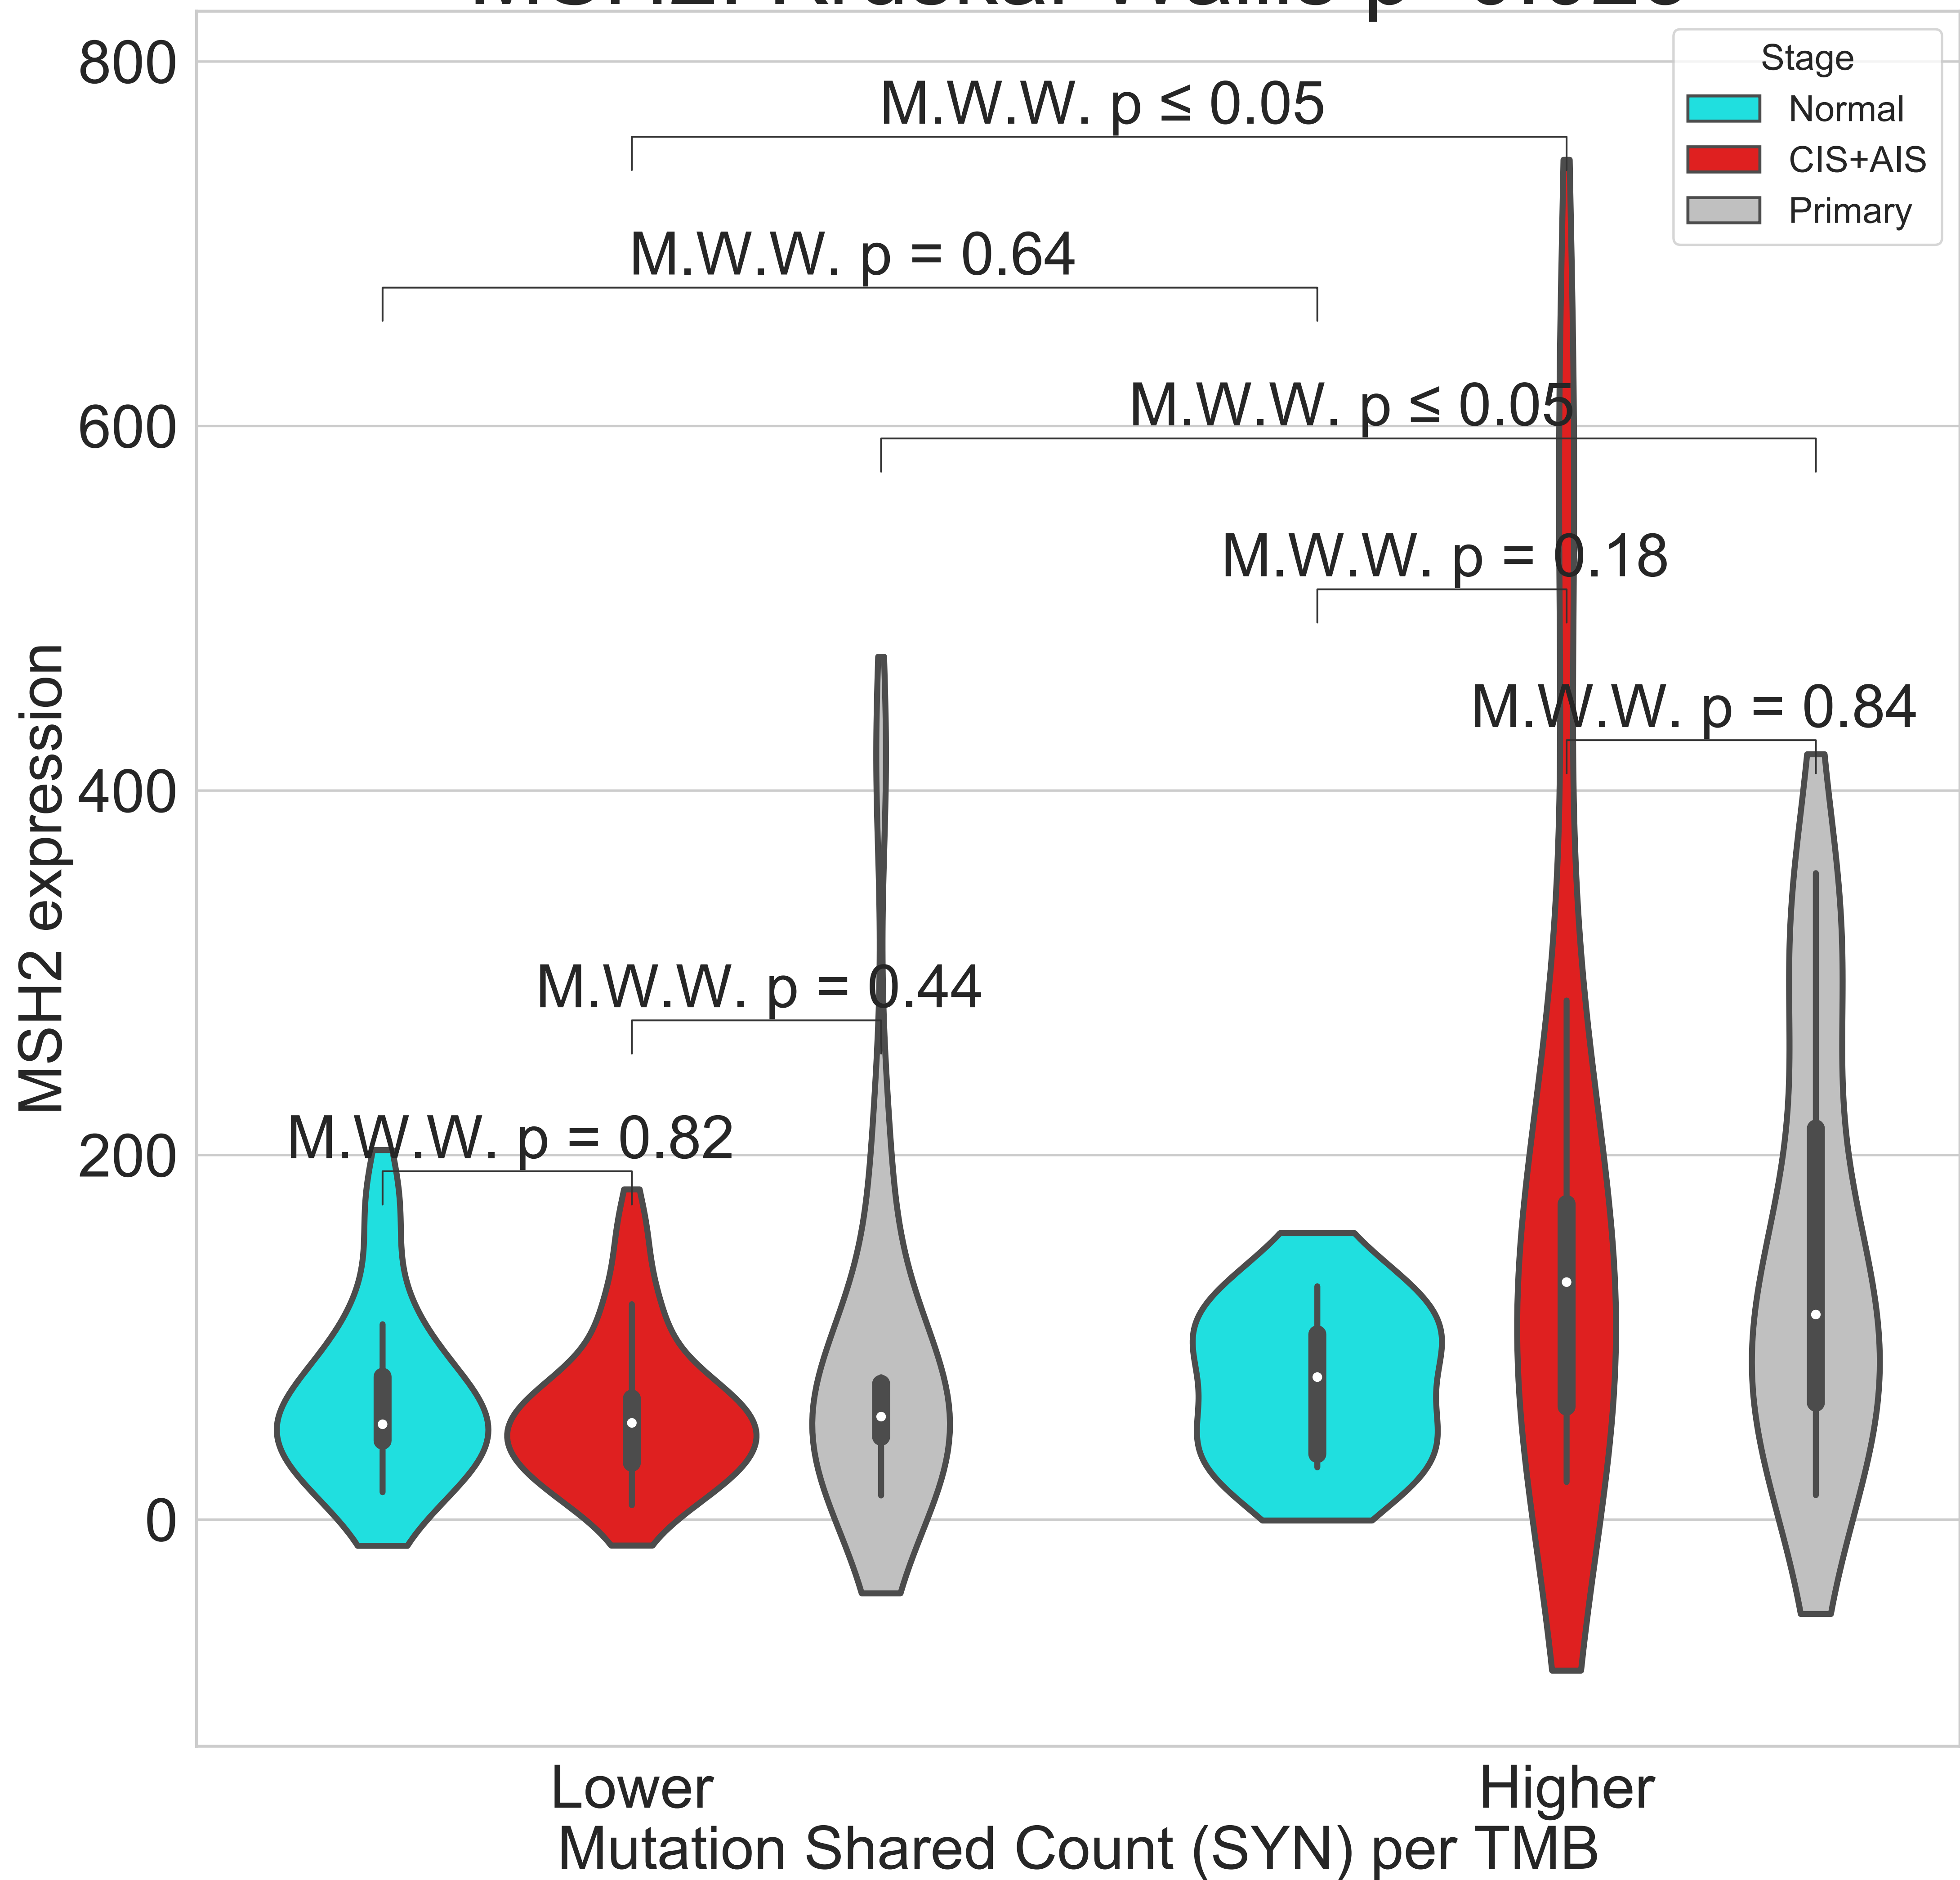 800
M.W.W. p ≤ 0.05
Stage
Normal
CIS+AIS
Primary
M.W.W. p = 0.64
600
M.W.W. p ≤ 0.05
M.W.W. p = 0.18
M.W.W. p = 0.84
400
MSH2 expression
M.W.W. p = 0.44
M.W.W. p = 0.82
200
0
Lower
Higher
Mutation Shared Count (SYN) per TMB